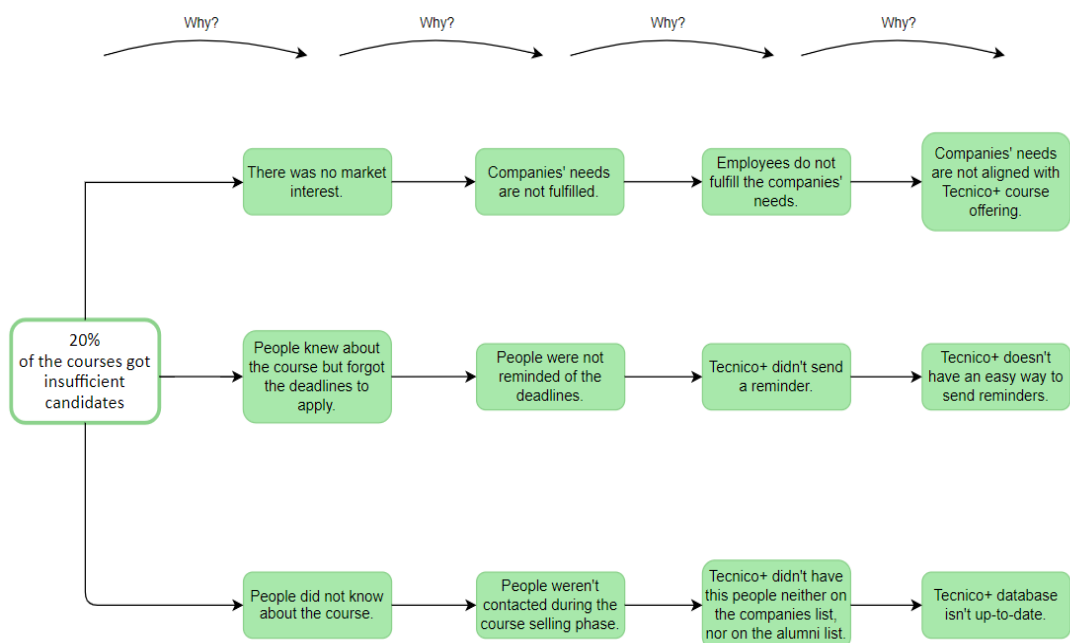 Why?
Why?
Why?
Why?
There was no market
interest.
Companies' needs
are not fulfilled.
Employees do not
fulfill the companies'
needs.
Companies' needs
are not aligned with
Tecnico+ course
offering.
20%
of the courses got
insufficient
candidates
People knew about
the course but forgot
the deadlines to
apply.
People were not
reminded of the
deadlines.
Tecnico+ didn't send
a reminder.
Tecnico+ doesn't
have an easy way to
send reminders.
People did not know
about the course.
People weren't
contacted during the
course selling phase.
Tecnico+ didn't have
this people neither on
the companies list,
nor on the alumni list.
Tecnico+ database
isn't up-to-date.